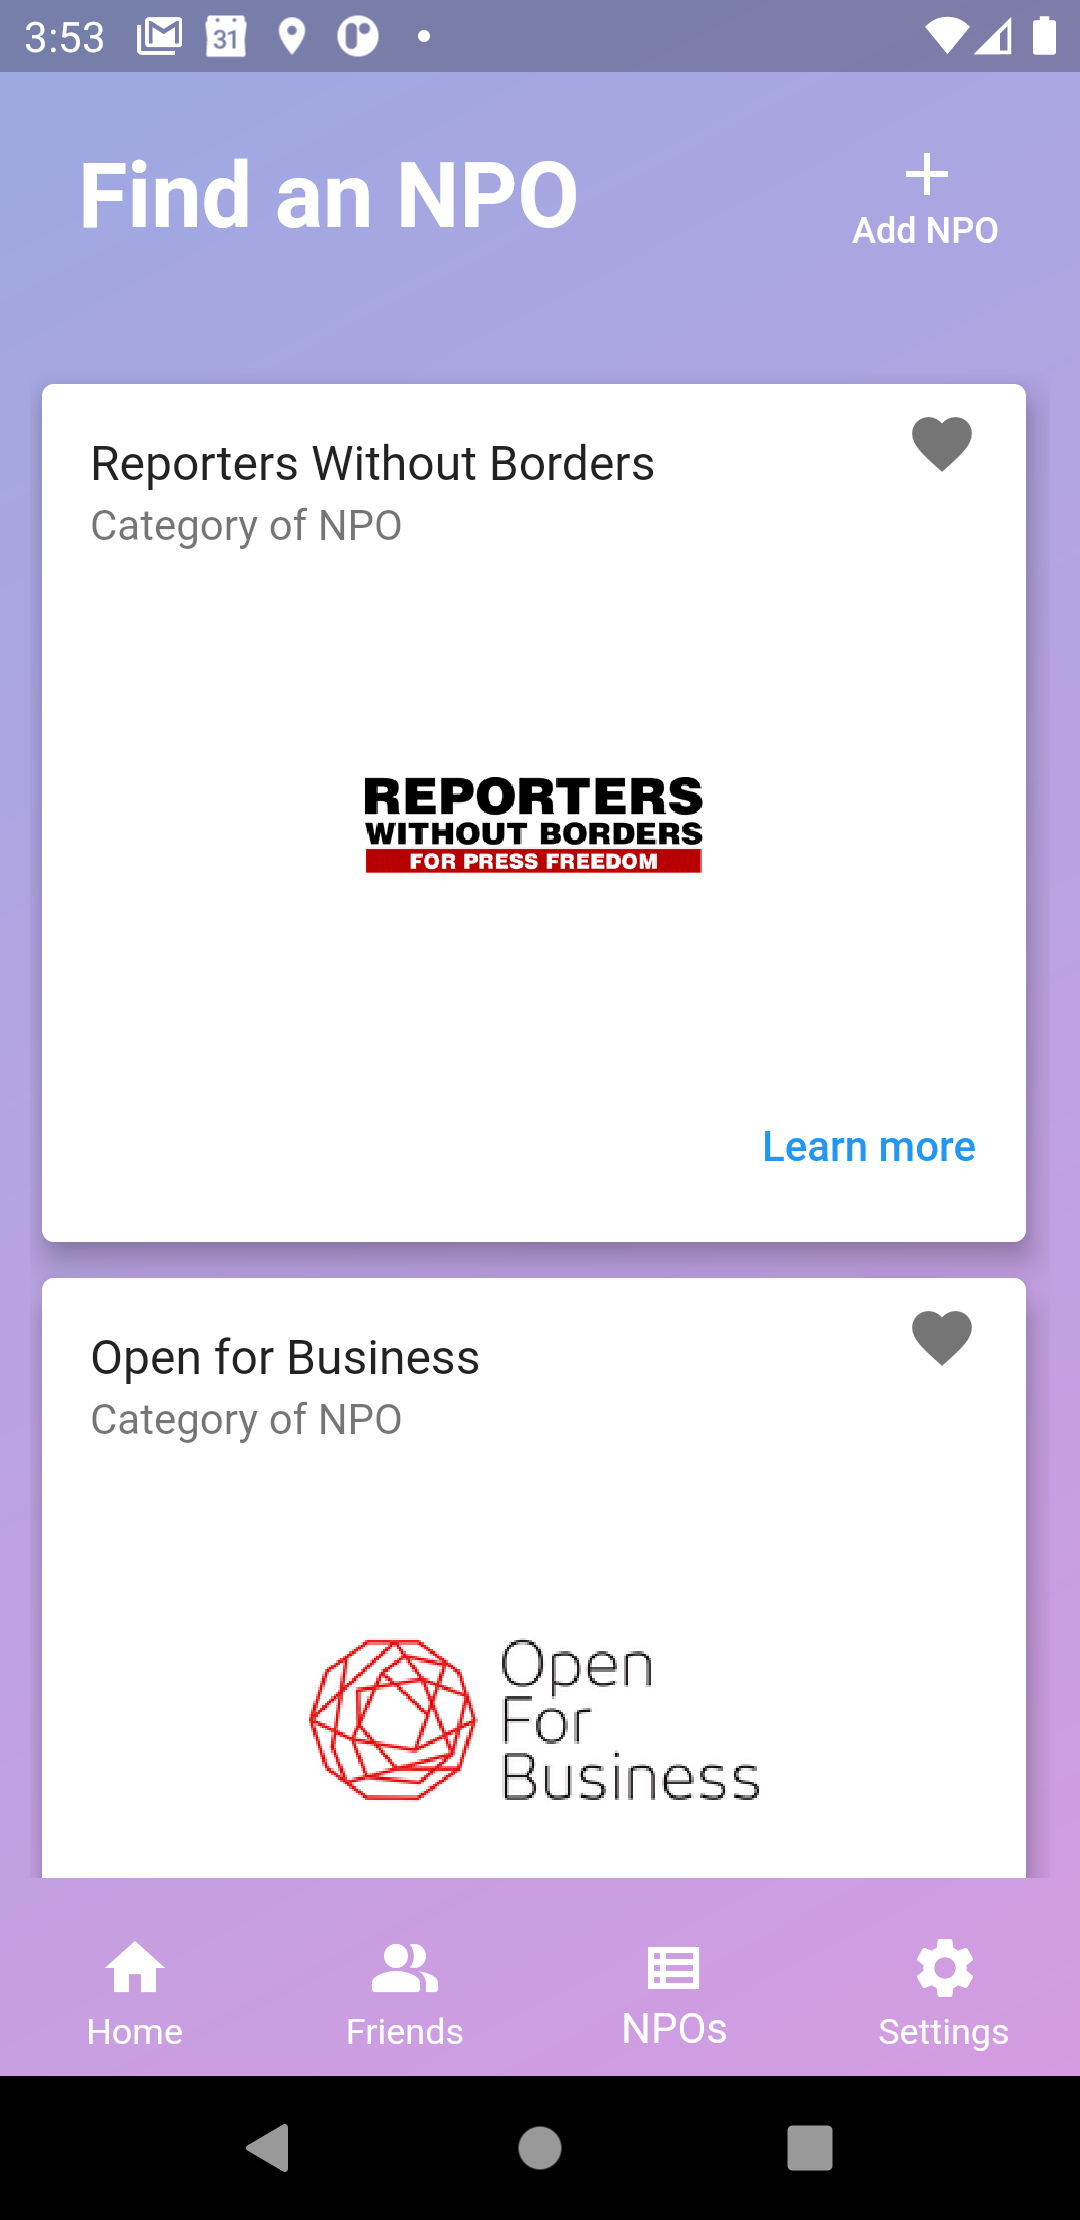 3:53
31
Find an NPO
Add NPO
Reporters Without Borders
Category of NPO
REPORTERS
WITHOUT BORDERS
FOR PRESS FREEDOM
Learn more
Open for Business
Category of NPO
Open
For
Business
Home
Friends
NPOs
Settings